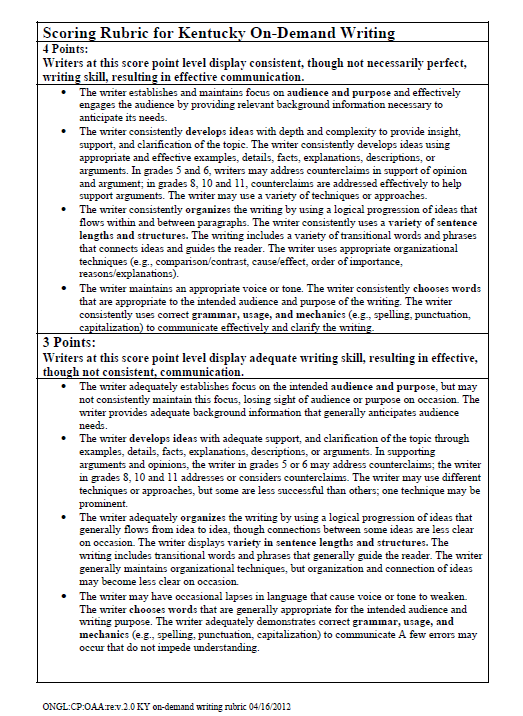 Scoring Rubric for Kentucky On-Demand Writing
4 Points:
Writers at this score point level display consistent, though not necessarily perfect,
writing skill, resulting in effective communication.
• The writer establishes and maintains focus on audience and purpose and effectively
engages the audience by providing relevant background information necessary to
anticipate its needs.
• The writer consistently develops ideas with depth and complexity to provide insight,
support, and clarification of the topic. The writer consistently develops ideas using
appropriate and effective examples, details, facts, explanations, descriptions, or
arguments. In grades 5 and 6, writers may address counterclaims in support of opinion
and argument; in grades 8, 10 and 11, counterclaims are addressed effectively to help
support arguments. The writer may use a variety of techniques or approaches.
• The writer consistently organizes the writing by using a logical progression of ideas that
flows within and between paragraphs. The writer consistently uses a variety of sentence
lengths and structures. The writing includes a variety of transitional words and phrases
that connects ideas and guides the reader. The writer uses appropriate organizational
techniques (e.g., comparison/contrast, cause/effect, order of importance,
reasons/explanations).
• The writer maintains an appropriate voice or tone. The writer consistently chooses words
that are appropriate to the intended audience and purpose of the writing. The writer
consistently uses correct grammar, usage, and mechanics (e.g., spelling, punctuation,
capitalization) to communicate effectively and clarify the writing.
3 Points:
Writers at this score point level display adequate writing skill, resulting in effective,
though not consistent, communication.
• The writer adequately establishes focus on the intended audience and purpose, but may
not consistently maintain this focus, losing sight of audience or purpose on occasion. The
writer provides adequate background information that generally anticipates audience
needs.
• The writer develops ideas with adequate support, and clarification of the topic through
examples, details, facts, explanations, descriptions, or arguments. In supporting
arguments and opinions, the writer in grades 5 or 6 may address counterclaims; the writer
in grades 8, 10 and 11 addresses or considers counterclaims. The writer may use different
techniques or approaches, but some are less successful than others; one technique may be
prominent.
• The writer adequately organizes the writing by using a logical progression of ideas that
generally flows from idea to idea, though connections between some ideas are less clear
on occasion. The writer displays variety in sentence lengths and structures. The
writing includes transitional words and phrases that generally guide the reader. The writer
generally maintains organizational techniques, but organization and connection of ideas
may become less clear on occasion.
• The writer may have occasional lapses in language that cause voice or tone to weaken.
The writer chooses words that are generally appropriate for the intended audience and
writing purpose. The writer adequately demonstrates correct grammar, usage, and
mechanics (e.g., spelling, punctuation, capitalization) to communicate A few errors may
occur that do not impede understanding.
ONGL:CP:OAA:re:v.2.0 KY on-demand writing rubric 04/16/2012